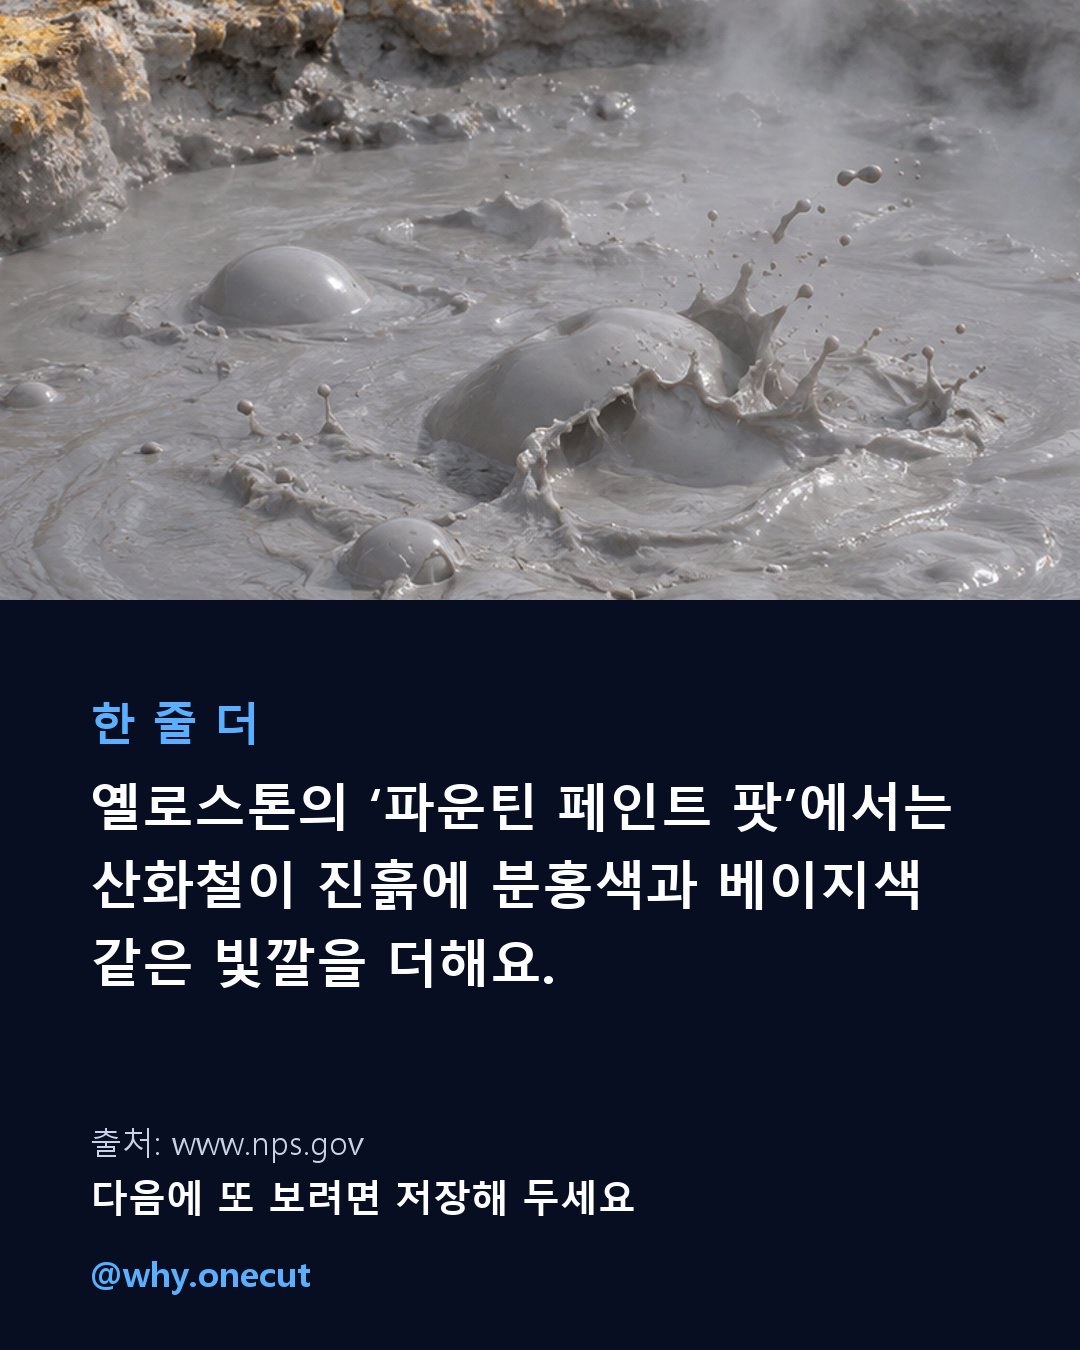 한 줄 더
옐로스톤의 ‘파운틴 페인트 팟’에서는
산화철이 진흙에 분홍색과 베이지색
같은 빛깔을 더해요.
출처: www.nps.gov
다음에 또 보려면 저장해 두세요
@why.onecut